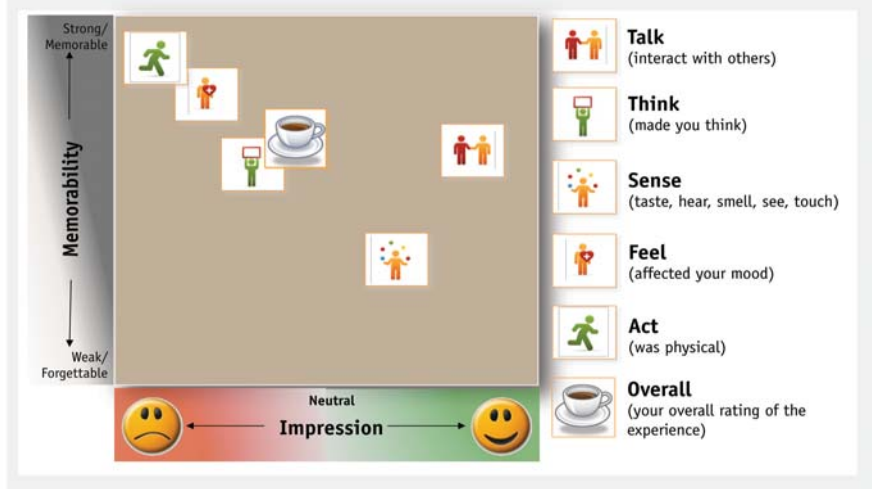 Strong/
Memorable
Memorability
Weak/
Forgettable
Neutral
Impression
Talk
(interact with others)
Think
(made you think)
Sense
(taste, hear, smell, see, touch)
Feel
(affected your mood)
Act
(was physical)
Overall
(your overall rating of the
experience)